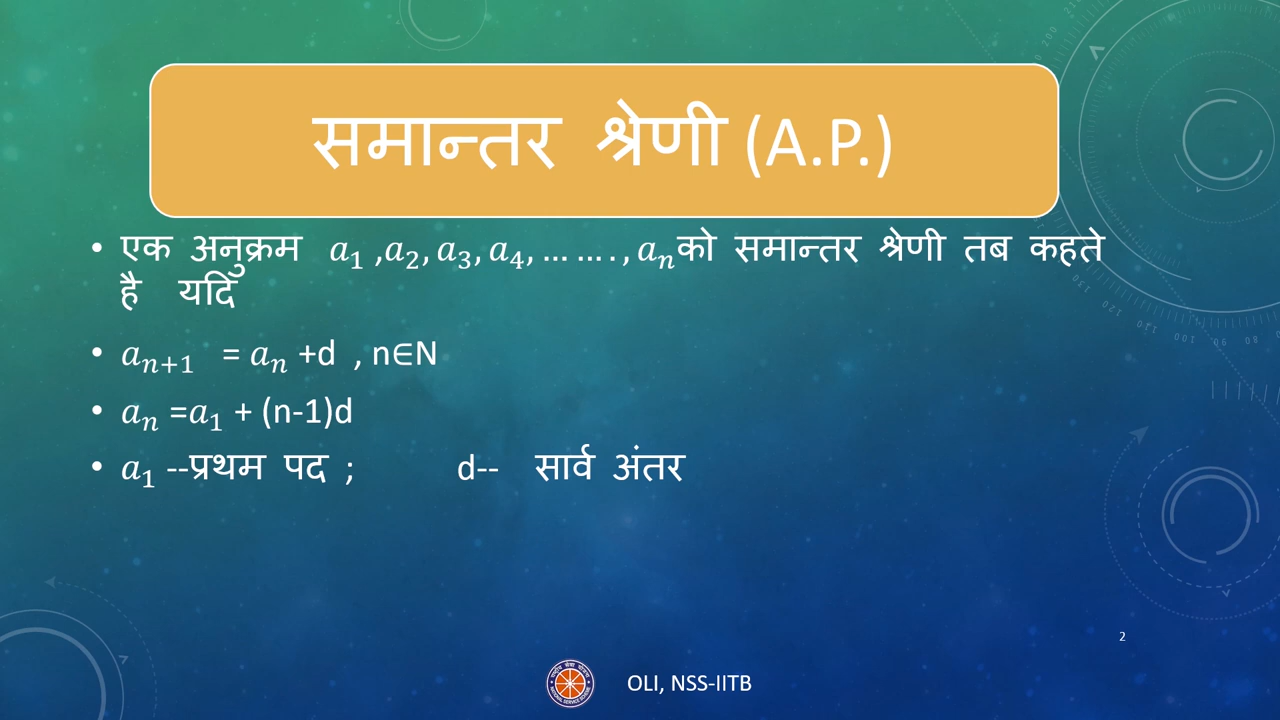 समान्तर श्रेणी (A.P.)
• एक अनुक्रम a₁ ,a₂, a₃, a₄, … … . , aₙको समान्तर श्रेणी तब कहते
है यदि
• aₙ₊₁ = aₙ +d , n∈N
• aₙ =a₁ + (n-1)d
• a₁ --प्रथम पद ; d-- सार्व अंतर
2
OLI, NSS-IITB